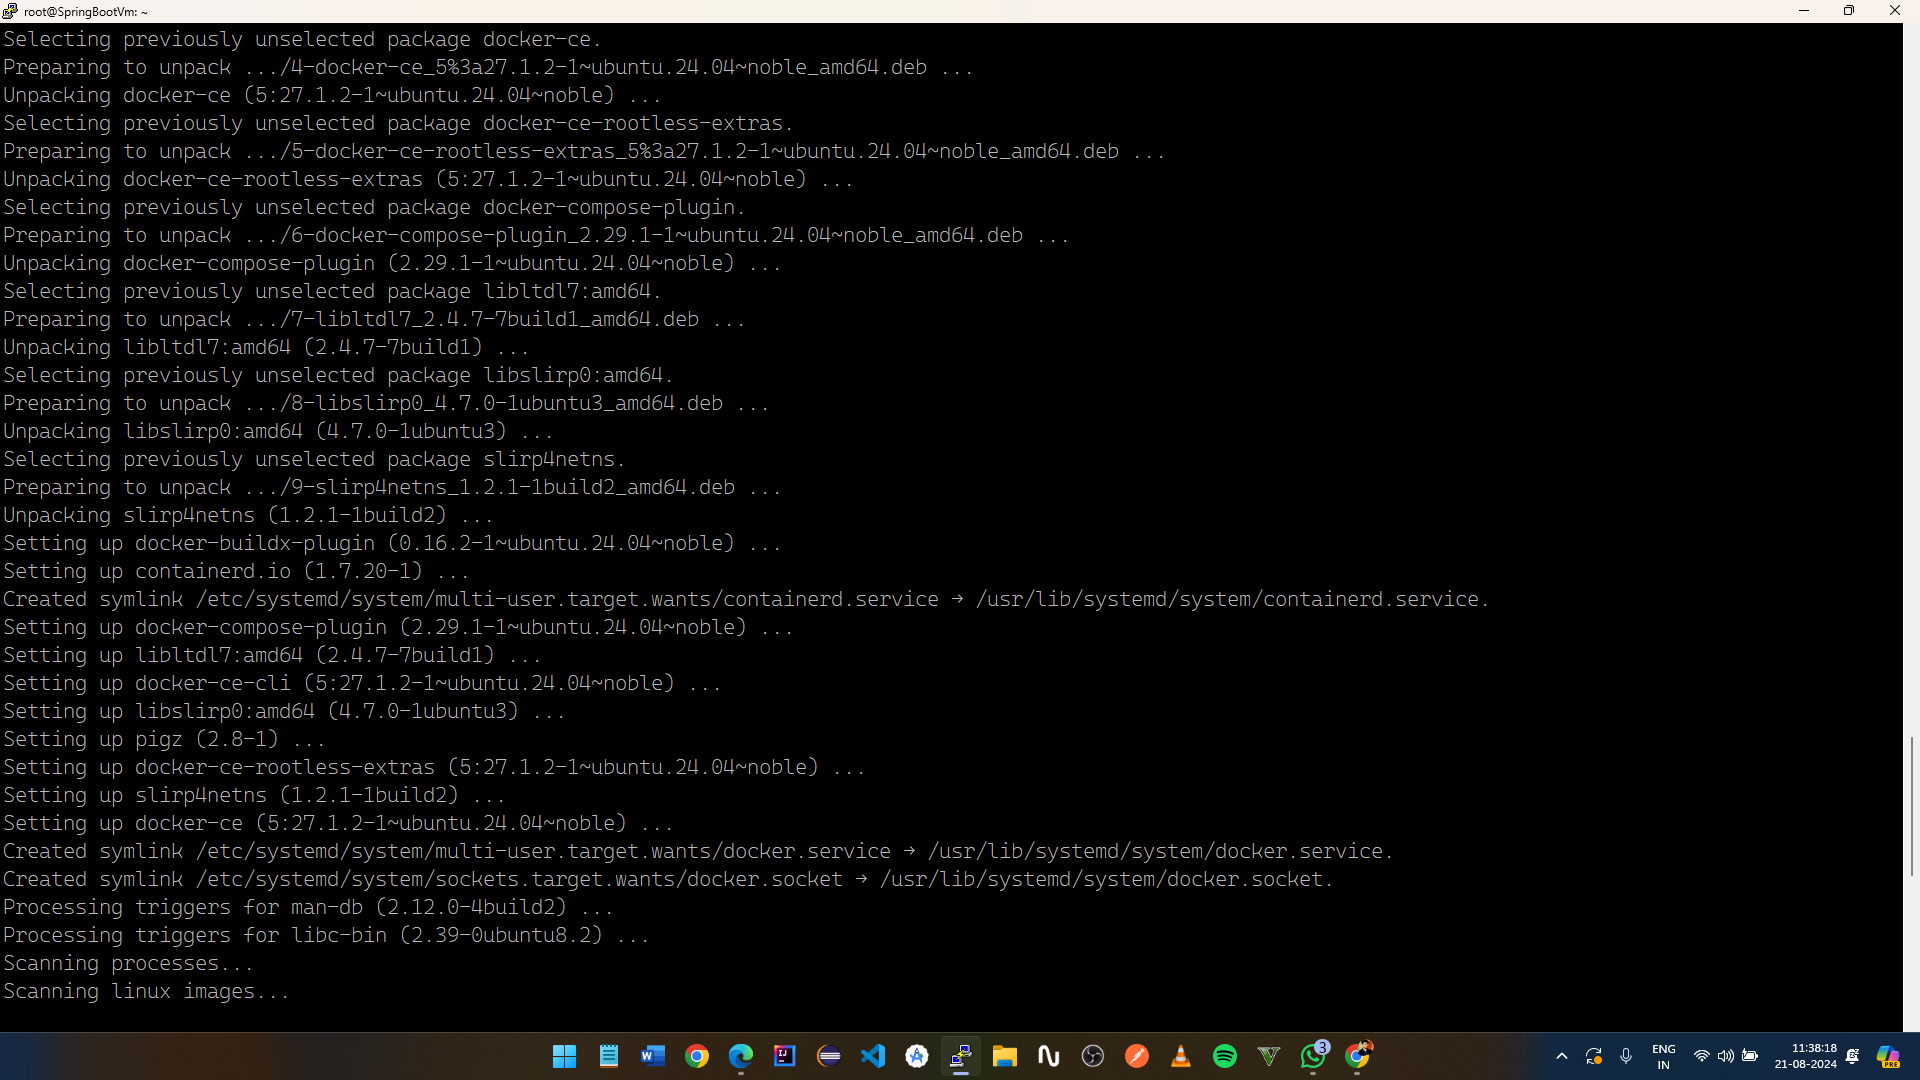 root@SpringBootVm: ~
Selecting previously unselected package docker-ce.
Preparing to unpack .../4-docker-ce_5%3a27.1.2-1~ubuntu.24.04~noble_amd64.deb ...
Unpacking docker-ce (5:27.1.2-1~ubuntu.24.04~noble) ...
Selecting previously unselected package docker-ce-rootless-extras.
Preparing to unpack .../5-docker-ce-rootless-extras_5%3a27.1.2-1~ubuntu.24.04~noble_amd64.deb ...
Unpacking docker-ce-rootless-extras (5:27.1.2-1~ubuntu.24.04~noble) ...
Selecting previously unselected package docker-compose-plugin.
Preparing to unpack .../6-docker-compose-plugin_2.29.1-1~ubuntu.24.04~noble_amd64.deb ...
Unpacking docker-compose-plugin (2.29.1-1~ubuntu.24.04~noble) ...
Selecting previously unselected package libltdl7:amd64.
Preparing to unpack .../7-libltdl7_2.4.7-7build1_amd64.deb ...
Unpacking libltdl7:amd64 (2.4.7-7build1) ...
Selecting previously unselected package libslirp0:amd64.
Preparing to unpack .../8-libslirp0_4.7.0-1ubuntu3_amd64.deb ...
Unpacking libslirp0:amd64 (4.7.0-1ubuntu3) ...
Selecting previously unselected package slirp4netns.
Preparing to unpack .../9-slirp4netns_1.2.1-1build2_amd64.deb ...
Unpacking slirp4netns (1.2.1-1build2) ...
Setting up docker-buildx-plugin (0.16.2-1~ubuntu.24.04~noble) ...
Setting up containerd.io (1.7.20-1) ...
Created symlink /etc/systemd/system/multi-user.target.wants/containerd.service → /usr/lib/systemd/system/containerd.service.
Setting up docker-compose-plugin (2.29.1-1~ubuntu.24.04~noble) ...
Setting up libltdl7:amd64 (2.4.7-7build1) ...
Setting up docker-ce-cli (5:27.1.2-1~ubuntu.24.04~noble) ...
Setting up libslirp0:amd64 (4.7.0-1ubuntu3) ...
Setting up pigz (2.8-1) ...
Setting up docker-ce-rootless-extras (5:27.1.2-1~ubuntu.24.04~noble) ...
Setting up slirp4netns (1.2.1-1build2) ...
Setting up docker-ce (5:27.1.2-1~ubuntu.24.04~noble) ...
Created symlink /etc/systemd/system/multi-user.target.wants/docker.service → /usr/lib/systemd/system/docker.service.
Created symlink /etc/systemd/system/sockets.target.wants/docker.socket → /usr/lib/systemd/system/docker.socket.
Processing triggers for man-db (2.12.0-4build2) ...
Processing triggers for libc-bin (2.39-0ubuntu8.2) ...
Scanning processes...
Scanning linux images...
3
ENG
IN
11:38:18
21-08-2024
PRE